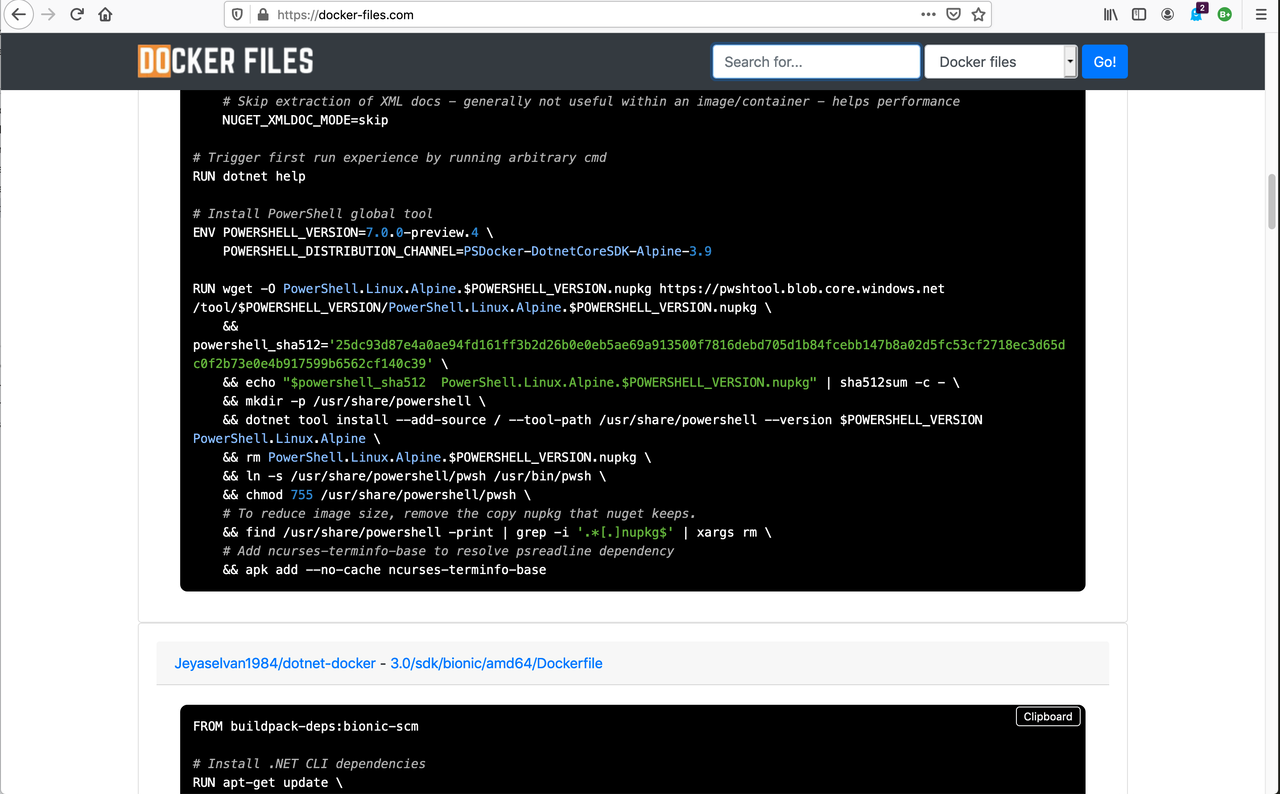 https://docker-files.com
2
B+
DOCKER FILES
Search for...
Docker files
Go!
# Skip extraction of XML docs - generally not useful within an image/container - helps performance
NUGET_XMLDOC_MODE=skip
# Trigger first run experience by running arbitrary cmd
RUN dotnet help
# Install PowerShell global tool
ENV POWERSHELL_VERSION=7.0.0-preview.4 \
POWERSHELL_DISTRIBUTION_CHANNEL=PSDocker-DotnetCoreSDK-Alpine-3.9
RUN wget -O PowerShell.Linux.Alpine.$POWERSHELL_VERSION.nupkg https://pwshtool.blob.core.windows.net
/tool/$POWERSHELL_VERSION/PowerShell.Linux.Alpine.$POWERSHELL_VERSION.nupkg \
&&
powershell_sha512='25dc93d87e4a0ae94fd161ff3b2d26b0e0eb5ae69a913500f7816debd705d1b84fcebb147b8a02d5fc53cf2718ec3d65d
c0f2b73e0e4b917599b6562cf140c39' \
&& echo "$powershell_sha512  PowerShell.Linux.Alpine.$POWERSHELL_VERSION.nupkg" | sha512sum -c - \
&& mkdir -p /usr/share/powershell \
&& dotnet tool install --add-source / --tool-path /usr/share/powershell --version $POWERSHELL_VERSION
PowerShell.Linux.Alpine \
&& rm PowerShell.Linux.Alpine.$POWERSHELL_VERSION.nupkg \
&& ln -s /usr/share/powershell/pwsh /usr/bin/pwsh \
&& chmod 755 /usr/share/powershell/pwsh \
# To reduce image size, remove the copy nupkg that nuget keeps.
&& find /usr/share/powershell -print | grep -i '.*[.]nupkg$' | xargs rm \
# Add ncurses-terminfo-base to resolve psreadline dependency
&& apk add --no-cache ncurses-terminfo-base
Jeyaselvan1984/dotnet-docker - 3.0/sdk/bionic/amd64/Dockerfile
Clipboard
FROM buildpack-deps:bionic-scm
# Install .NET CLI dependencies
RUN apt-get update \